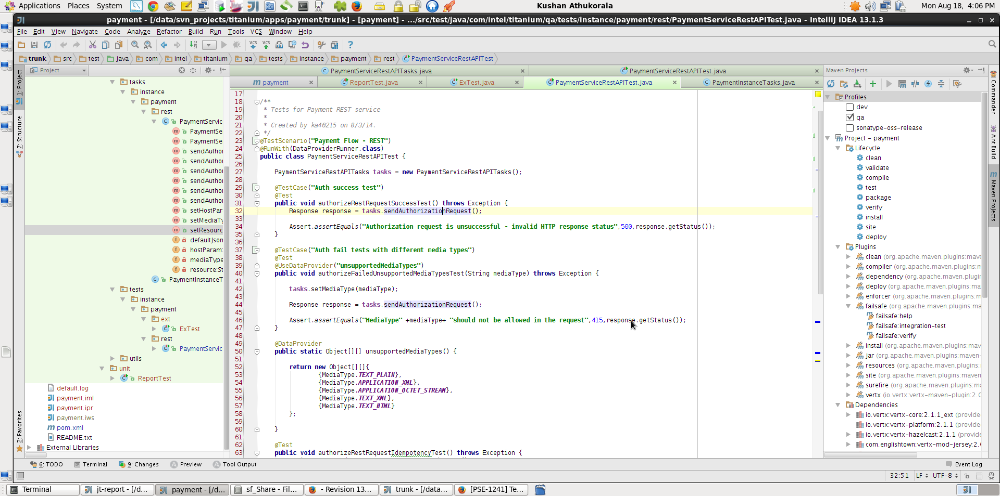 Applications Places System
Kushan Athukorala
Mon Aug 18, 4:06 PM
payment - [/data/svn_projects/titanium/apps/payment/trunk] - [payment] - .../src/test/java/com/intel/titanium/qa/tests/instance/payment/rest/PaymentServiceRestAPITest.java - IntelliJ IDEA 13.1.3
File Edit View Navigate Code Analyze Refactor Build Run Tools VCS Window Help
trunk src test java com intel titanium qa tests instance payment rest PaymentServiceRestAPITest
1: Project
7: Structure
2: Favorites
Project
tasks
instance
payment
rest
PaymentServic
PaymentSe
PaymentSe
sendAutho
sendAutho
sendAutho
sendAutho
sendAutho
sendAutho
setHostPar
setMediaTy
setResourc
defaultJson
hostParam:
mediaType
resource:St
PaymentInstanceT
tests
instance
payment
ext
ExTest
rest
PaymentServic
utils
unit
ReportTest
default.log
payment.iml
payment.ipr
payment.iws
pom.xml
README.txt
External Libraries
PaymentServiceRestAPITasks.java
PaymentServiceRestAPITest.java
payment
ReportTest.java
ExTest.java
PaymentServiceRestAPITest.java
PaymentInstanceTasks.java
17
18 /**
19 * Tests for Payment REST service
20 *
21 * Created by ka40215 on 8/3/14.
22 */
23 @TestScenario("Payment Flow - REST")
24 @RunWith(DataProviderRunner.class)
25 public class PaymentServiceRestAPITest {
26
27 PaymentServiceRestAPITasks tasks = new PaymentServiceRestAPITasks();
28
29 @TestCase("Auth success test")
30 @Test
31 public void authorizeRestRequestSuccessTest() throws Exception {
32 Response response = tasks.sendAuthorizationRequest();
33
34 Assert.assertEquals("Authorization request is unsuccessful - invalid HTTP response status",500,response.getStatus());
35 }
36
37 @TestCase("Auth fail tests with different media types")
38 @Test
39 @UseDataProvider("unsupportedMediaTypes")
40 public void authorizeFailedUnsupportedMediaTypesTest(String mediaType) throws Exception {
41
42 tasks.setMediaType(mediaType);
43
44 Response response = tasks.sendAuthorizationRequest();
45
46 Assert.assertEquals("MediaType" +mediaType+ "should not be allowed in the request",415,response.getStatus());
47 }
48
49 @DataProvider
50 public static Object[][] unsupportedMediaTypes() {
51
52 return new Object[][]{
53 {MediaType.TEXT_PLAIN},
54 {MediaType.APPLICATION_XML},
55 {MediaType.APPLICATION_OCTET_STREAM},
56 {MediaType.TEXT_XML},
57 {MediaType.TEXT_HTML}
58 };
59
60 }
61
62 @Test
63 public void authorizeRestRequestIdempotencyTest() throws Exception {
Maven Projects
Profiles
dev
qa
sonatype-oss-release
Project - payment
Lifecycle
clean
validate
compile
test
package
verify
install
site
deploy
Plugins
clean (org.apache.maven.plugins:mave
compiler (org.apache.maven.plugins:m
dependency (org.apache.maven.plugin
deploy (org.apache.maven.plugins:mav
enforcer (org.apache.maven.plugins:m
failsafe (org.apache.maven.plugins:ma
failsafe:help
failsafe:integration-test
failsafe:verify
install (org.apache.maven.plugins:mav
jar (org.apache.maven.plugins:maven-
resources (org.apache.maven.plugins:r
site (org.apache.maven.plugins:maven
surefire (org.apache.maven.plugins:ma
vertx (io.vertx:vertx-maven-plugin:2.0
Dependencies
io.vertx:vertx-core:2.1.1_ext (provide
io.vertx:vertx-platform:2.1.1 (provide
io.vertx:vertx-hazelcast:2.1.1 (provide
com.englishtown:vertx-mod-jersey:2.
Commander
Ant Build
Maven Projects
6: TODO Terminal 9: Changes Preview Tool Output Event Log
32:51 LF UTF-8
Terminal
jt-report - [/d...
payment - [/d...
sf_Share - Fil...
- Revision 13...
trunk - [/data...
[PSE-1241] Te...